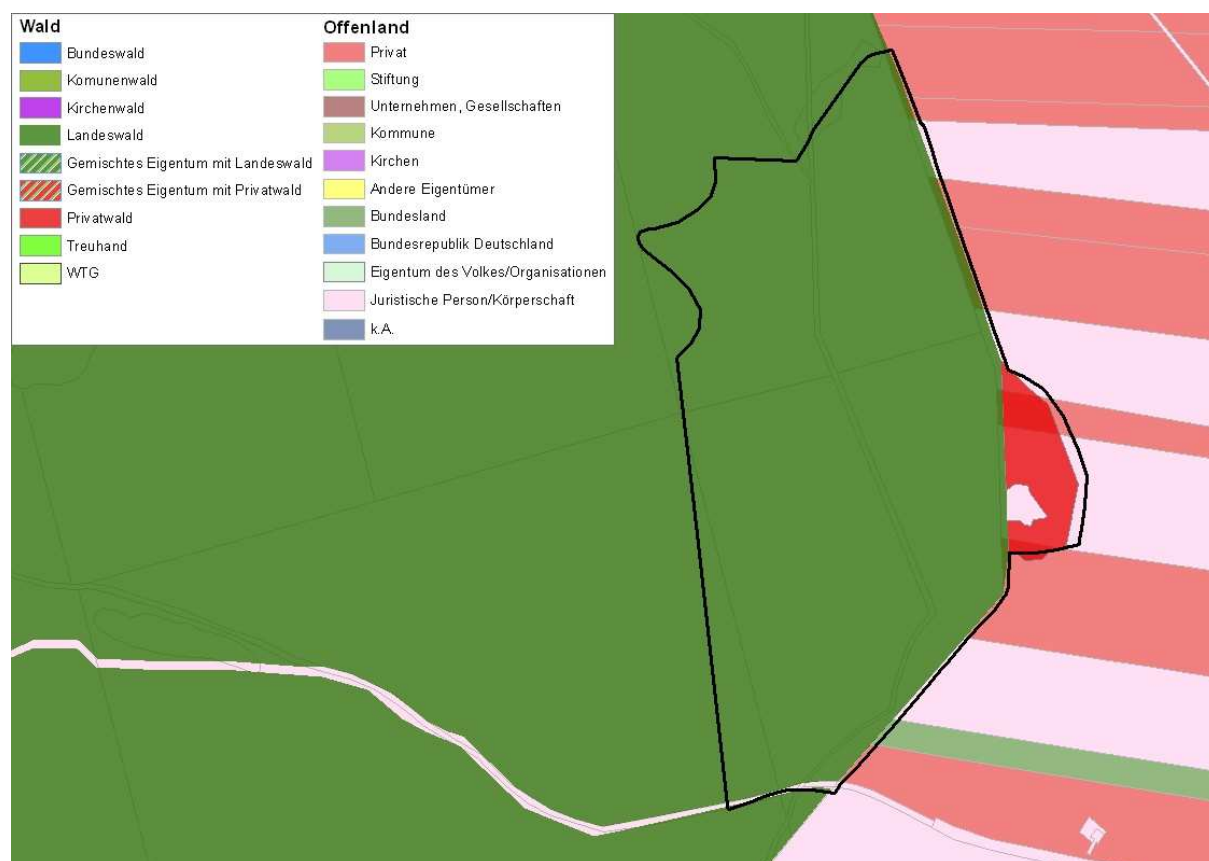 Wald
Bundeswald
Komunenwald
Kirchenwald
Landeswald
Gemischtes Eigentum mit Landeswald
Gemischtes Eigentum mit Privatwald
Privatwald
Treuhand
WTG
Offenland
Privat
Stiftung
Unternehmen, Gesellschaften
Kommune
Kirchen
Andere Eigentümer
Bundesland
Bundesrepublik Deutschland
Eigentum des Volkes/Organisationen
Juristische Person/Körperschaft
k.A.